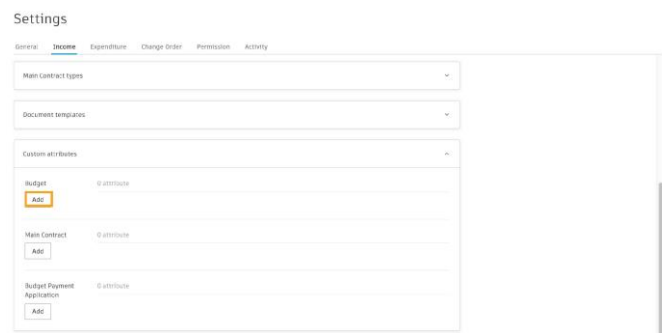 Settings
General Income Expenditure Change Order Permission Activity
Main Contract types
Document templates
Custom attributes
Budget 0 attribute
Add
Main Contract 0 attribute
Add
Budget Payment 0 attribute
Application
Add